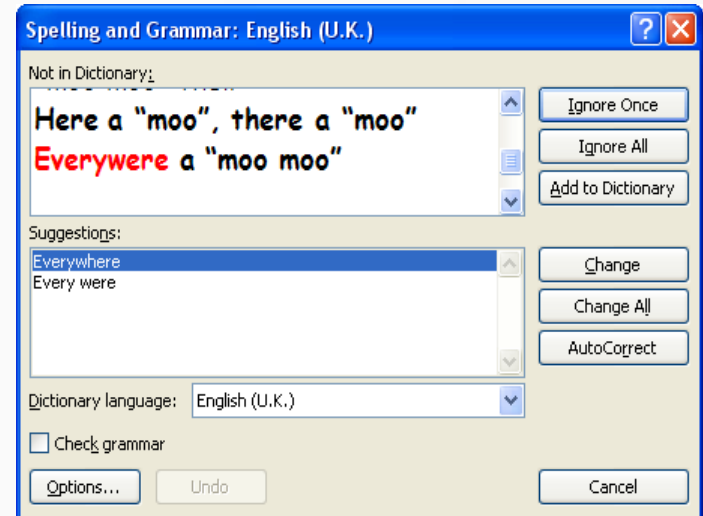 Spelling and Grammar: English (U.K.)
Not in Dictionary:
Here a “moo”, there a “moo”
Everywere a “moo moo”
Ignore Once
Ignore All
Add to Dictionary
Suggestions:
Everywhere
Every were
Change
Change All
AutoCorrect
Dictionary language: English (U.K.)
Check grammar
Options... Undo Cancel